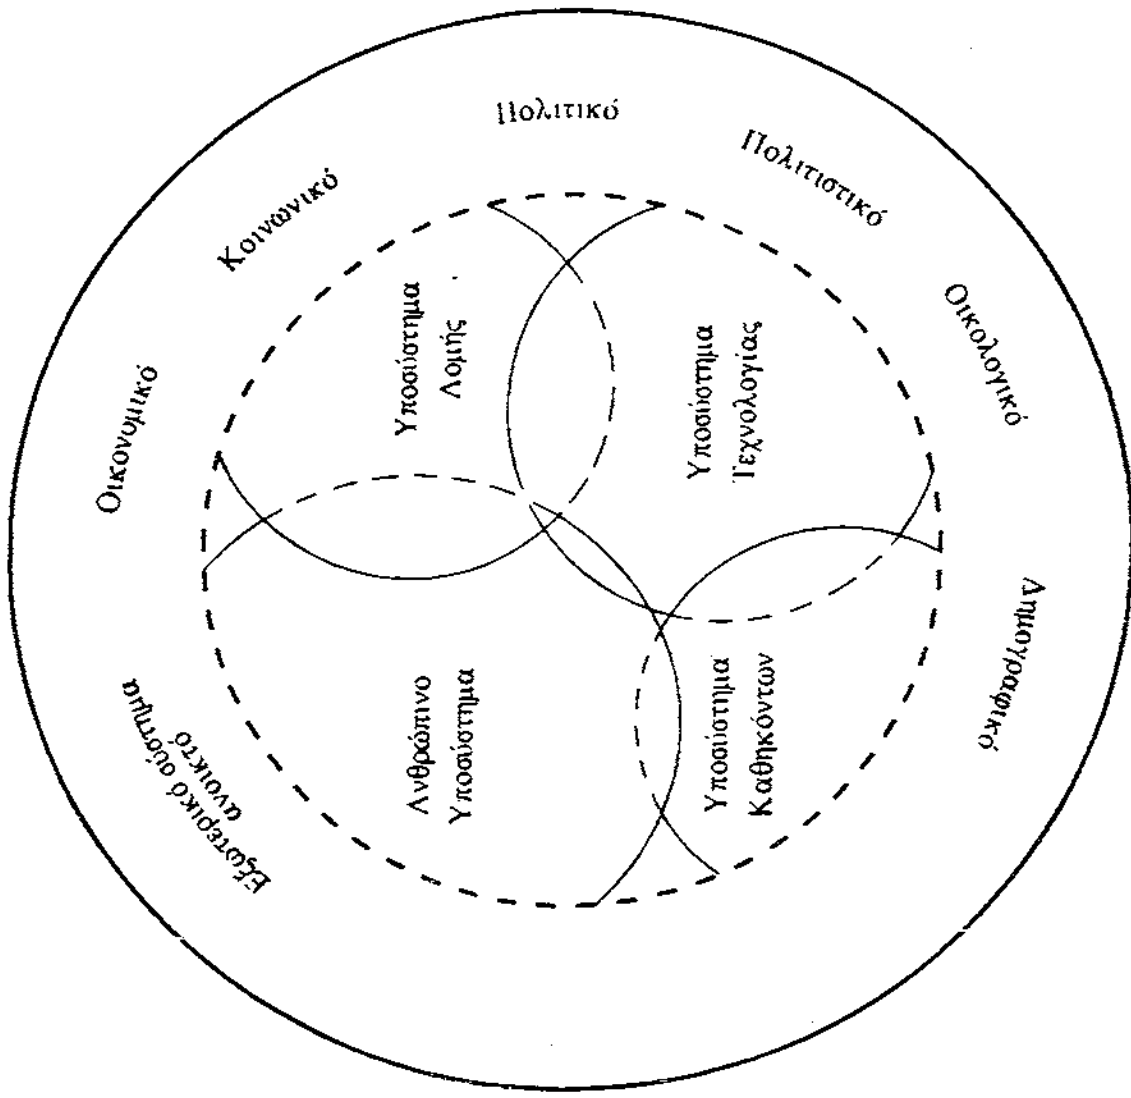 Εξωτερικό σύστημα
ανοικτό
Οικονομικό
Κοινωνικό
Πολιτικό
Πολιτιστικό
Οικολογικό
Δημογραφικό
Υποσύστημα
Δομής
Υποσύστημα
Τεχνολογίας
Ανθρώπινο
Υποσύστημα
Υποσύστημα
Καθηκόντων